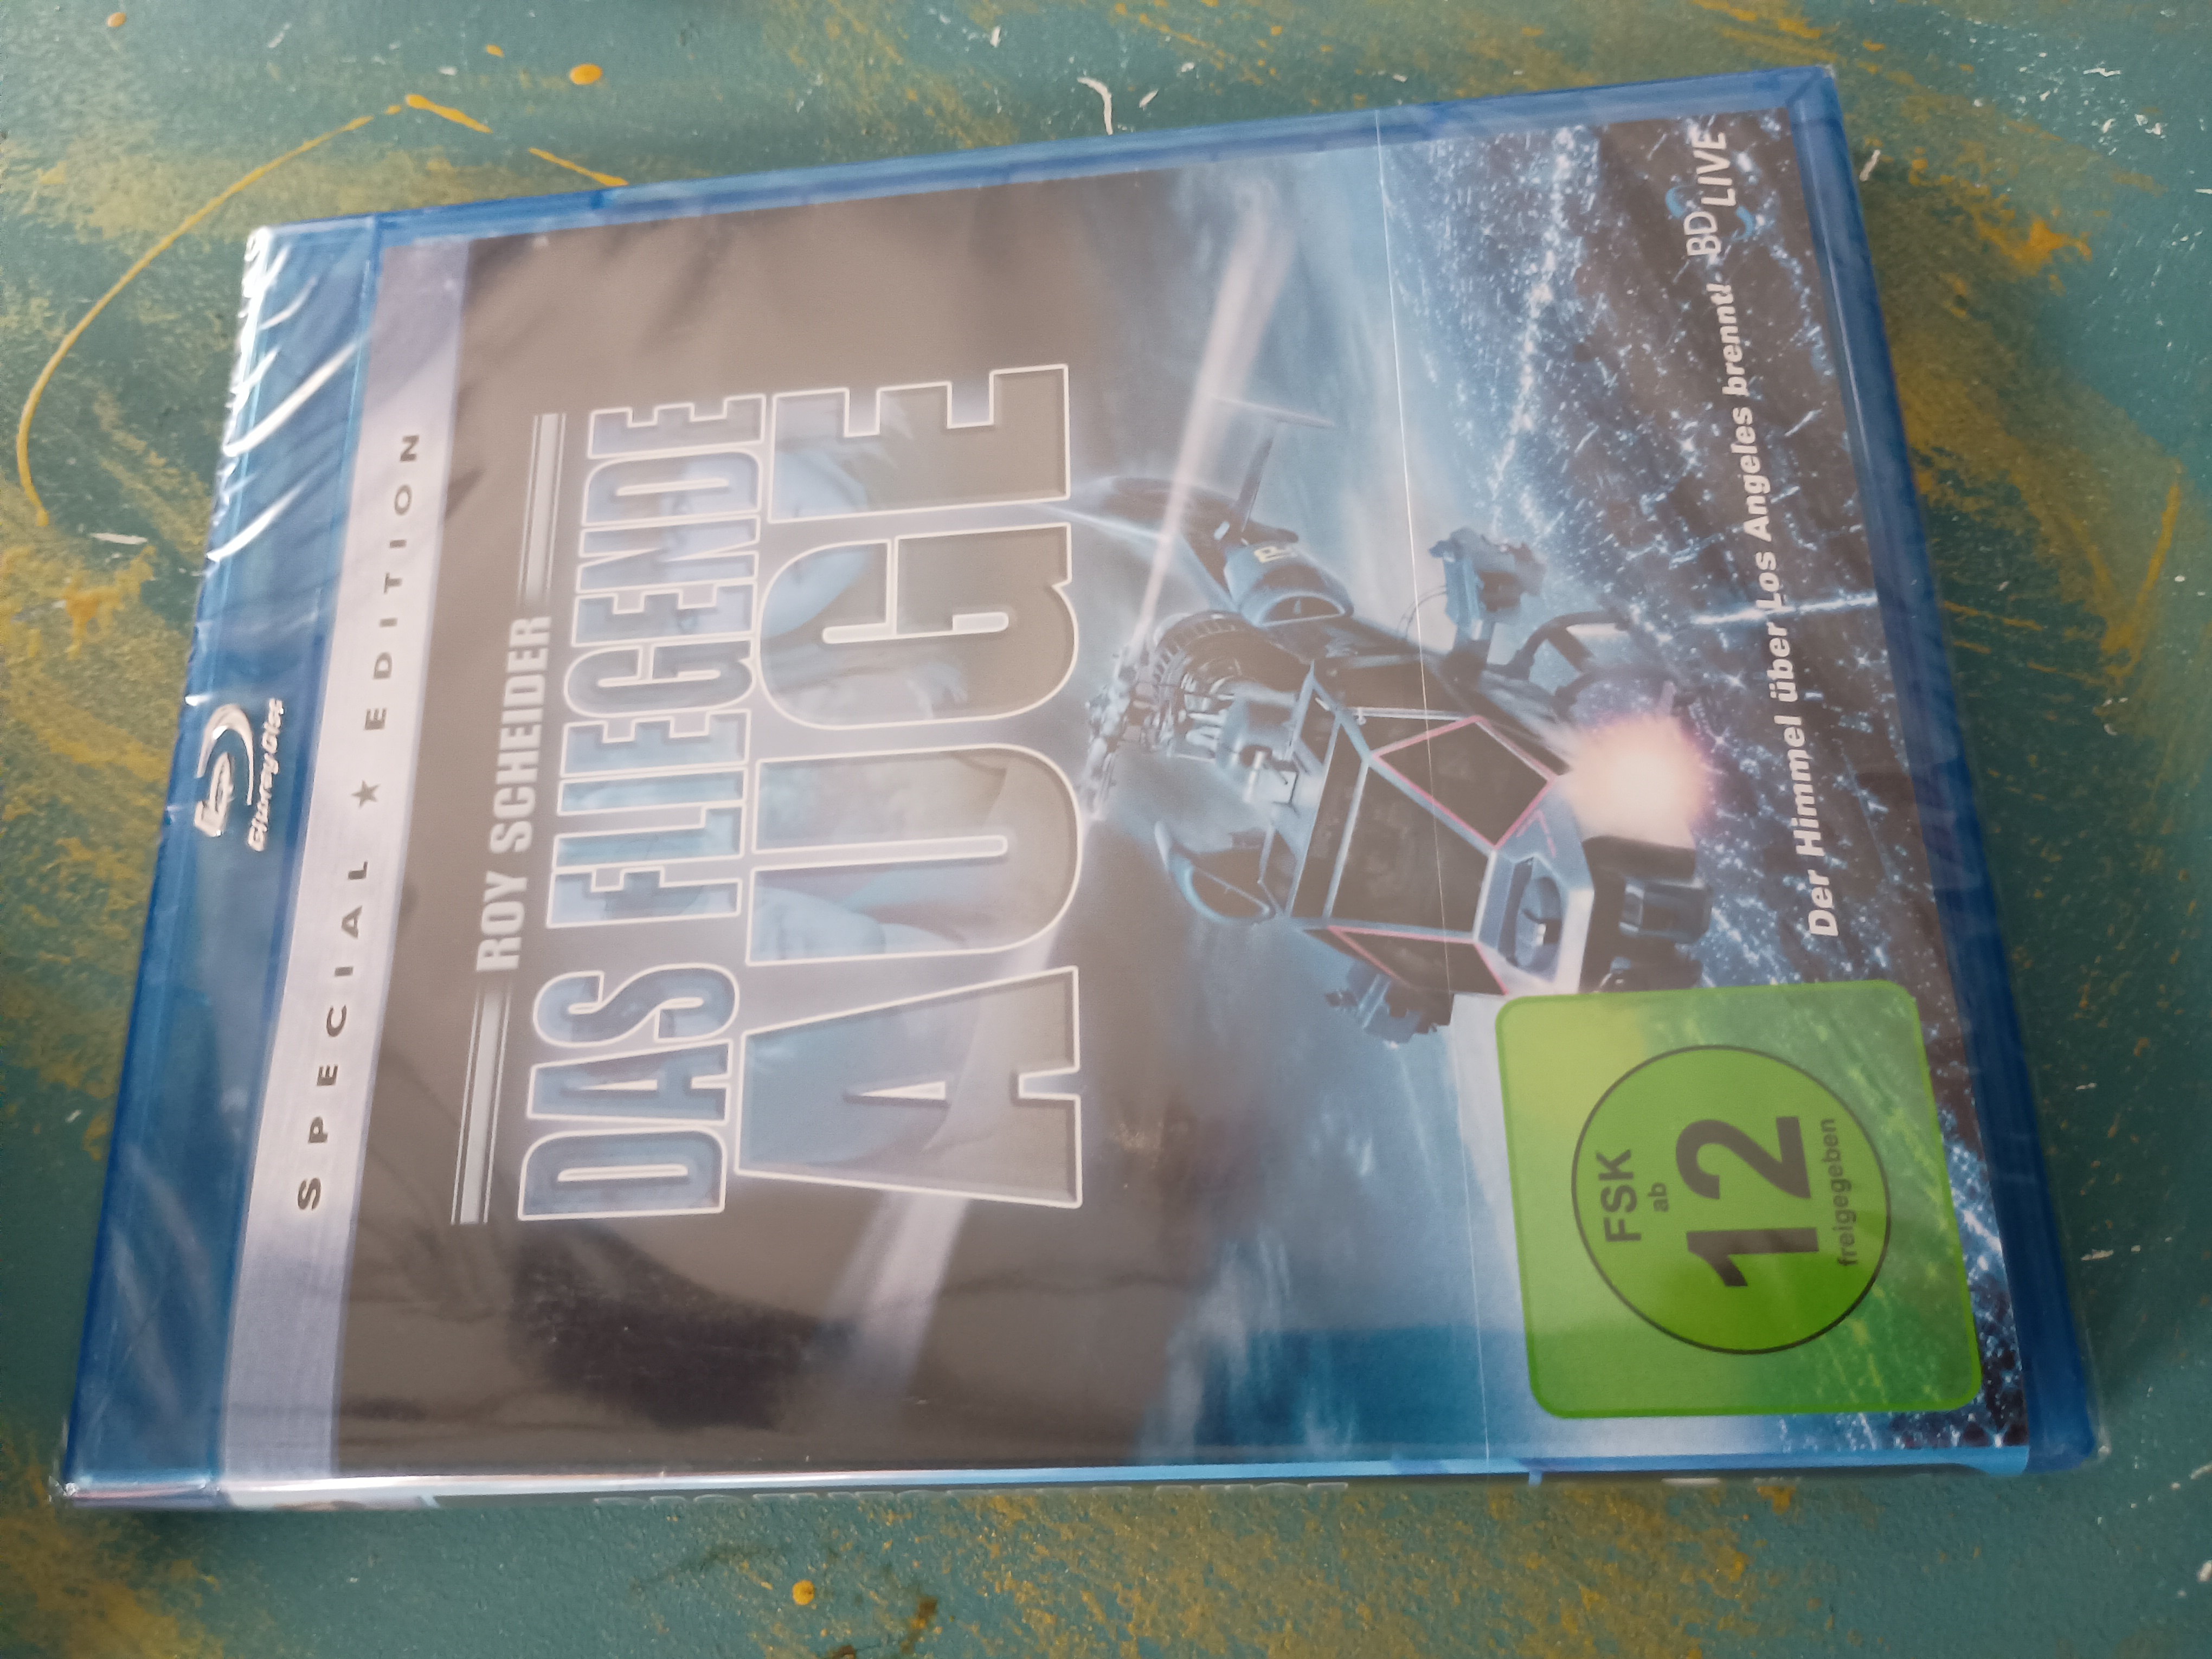 Blu-ray Disc
SPECIAL ★ EDITION
ROY SCHEIDER
DAS FLIEGENDE
AUGE
Der Himmel über Los Angeles brennt!
BD LIVE
FSK
ab
12
freigegeben